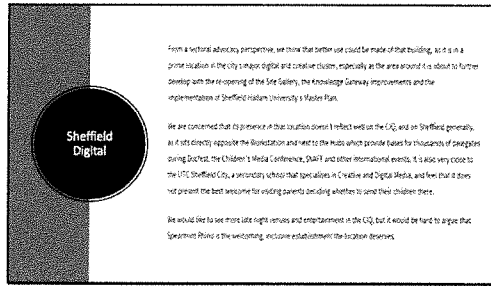 Sheffield
Digital
From a sectoral advocacy perspective, we think that better use could be made of that building, as it is in a
prime location in the city's major digital and creative cluster, especially as the area around it is about to further
develop with the re-opening of the Site Gallery, the Knowledge Gateway improvements and the
implementation of Sheffield Hallam University's Master Plan.
We are concerned that its presence in that location doesn't reflect well on the CIQ, and on Sheffield generally,
as it sits directly opposite the Workstation and next to the Hubs which provide bases for thousands of delegates
during Docfest, the Children's Media Conference, SNAFF and other international events. It is also very close to
the UTC Sheffield City, a secondary school that specialises in Creative and Digital Media, and feels that it does
not present the best welcome for visiting parents deciding whether to send their children there.
We would like to see more late night venues and entertainment in the CIQ, but it would be hard to argue that
Spearmint Rhino is the welcoming, inclusive establishment the location deserves.